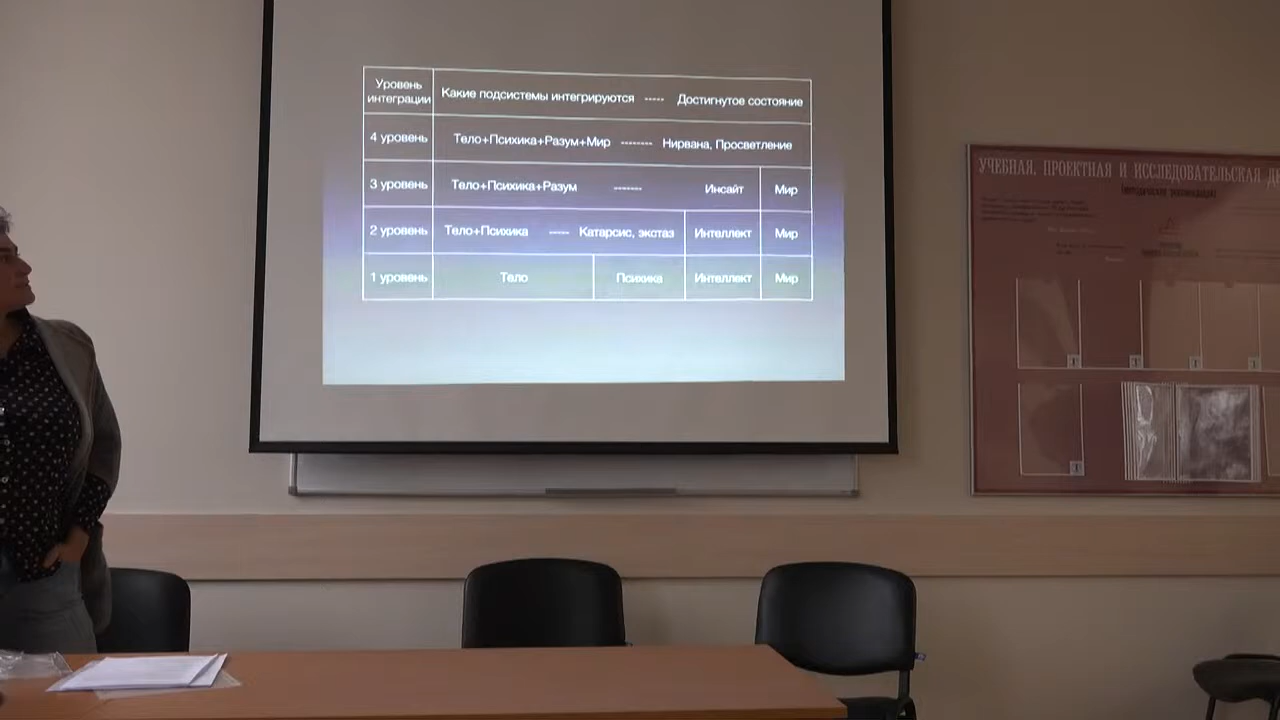 Уровень интеграции Какие подсистемы интегрируются ----- Достигнутое состояние
4 уровень Тело+Психика+Разум+Мир -------- Нирвана, Просветление
3 уровень Тело+Психика+Разум ------- Инсайт Мир
2 уровень Тело+Психика ----- Катарсис, экстаз Интеллект Мир
1 уровень Тело Психика Интеллект Мир
УЧЕБНАЯ, ПРОЕКТНАЯ И ИССЛЕДОВАТЕЛЬСКАЯ